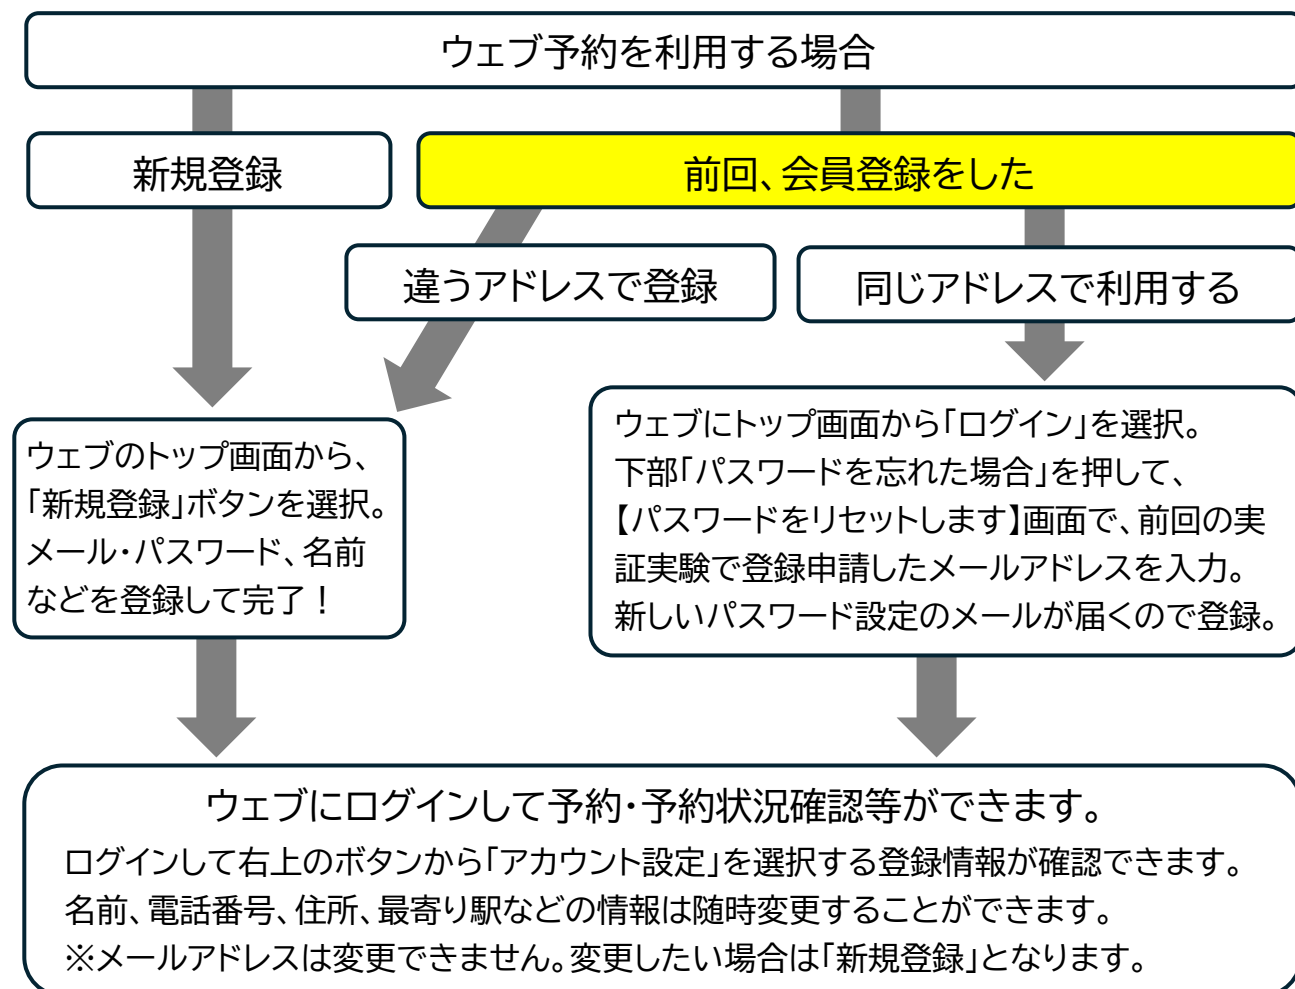 ウェブ予約を利用する場合
新規登録
前回、会員登録をした
違うアドレスで登録
同じアドレスで利用する
ウェブのトップ画面から、
「新規登録」ボタンを選択。
メール・パスワード、名前
などを登録して完了！
ウェブにトップ画面から「ログイン」を選択。
下部「パスワードを忘れた場合」を押して、
【パスワードをリセットします】画面で、前回の実
証実験で登録申請したメールアドレスを入力。
新しいパスワード設定のメールが届くので登録。
ウェブにログインして予約・予約状況確認等ができます。
ログインして右上のボタンから「アカウント設定」を選択する登録情報が確認できます。
名前、電話番号、住所、最寄り駅などの情報は随時変更することができます。
※メールアドレスは変更できません。変更したい場合は「新規登録」となります。